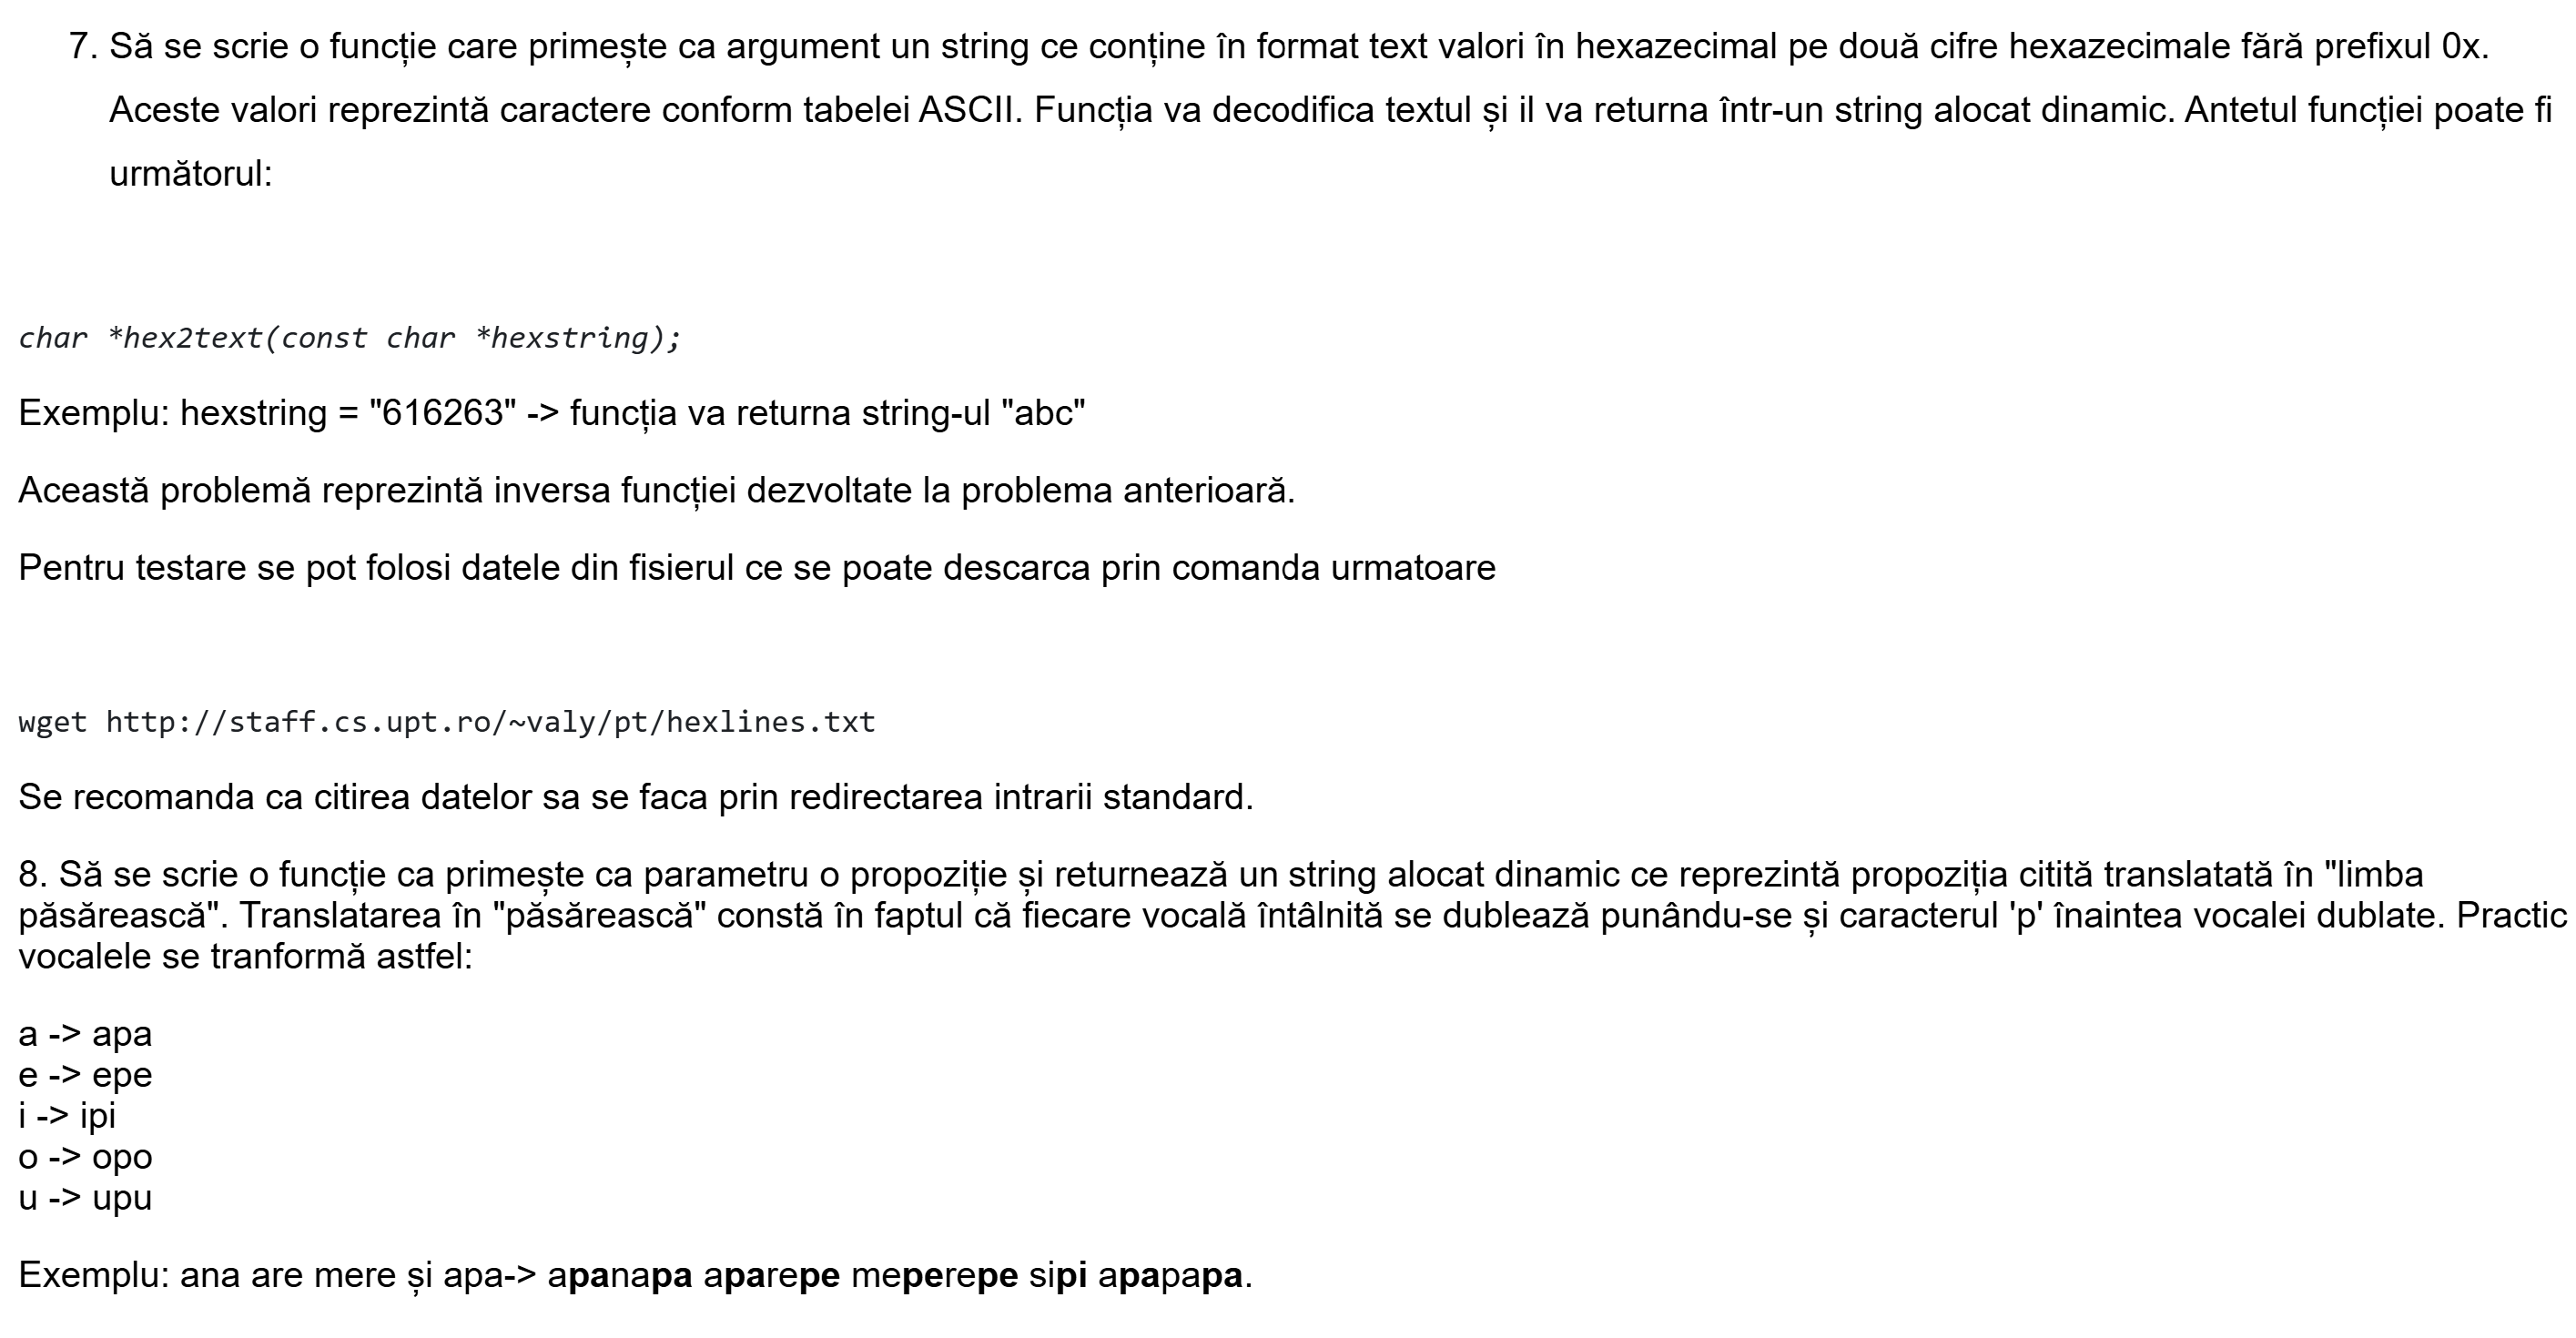 7. Să se scrie o funcție care primește ca argument un string ce conține în format text valori în hexazecimal pe două cifre hexazecimale fără prefixul 0x.
Aceste valori reprezintă caractere conform tabelei ASCII. Funcția va decodifica textul și il va returna într-un string alocat dinamic. Antetul funcției poate fi
următorul:
char *hex2text(const char *hexstring);
Exemplu: hexstring = "616263" -> funcția va returna string-ul "abc"
Această problemă reprezintă inversa funcției dezvoltate la problema anterioară.
Pentru testare se pot folosi datele din fisierul ce se poate descarca prin comanda urmatoare
wget http://staff.cs.upt.ro/~valy/pt/hexlines.txt
Se recomanda ca citirea datelor sa se faca prin redirectarea intrarii standard.
8. Să se scrie o funcție ca primește ca parametru o propoziție și returnează un string alocat dinamic ce reprezintă propoziția citită translatată în "limba
păsărească". Translatarea în "păsărească" constă în faptul că fiecare vocală întâlnită se dublează punându-se și caracterul 'p' înaintea vocalei dublate. Practic
vocalele se tranformă astfel:
a -> apa
e -> epe
i -> ipi
o -> opo
u -> upu
Exemplu: ana are mere și apa-> apanapa aparepe meperepe sipi apapapa.